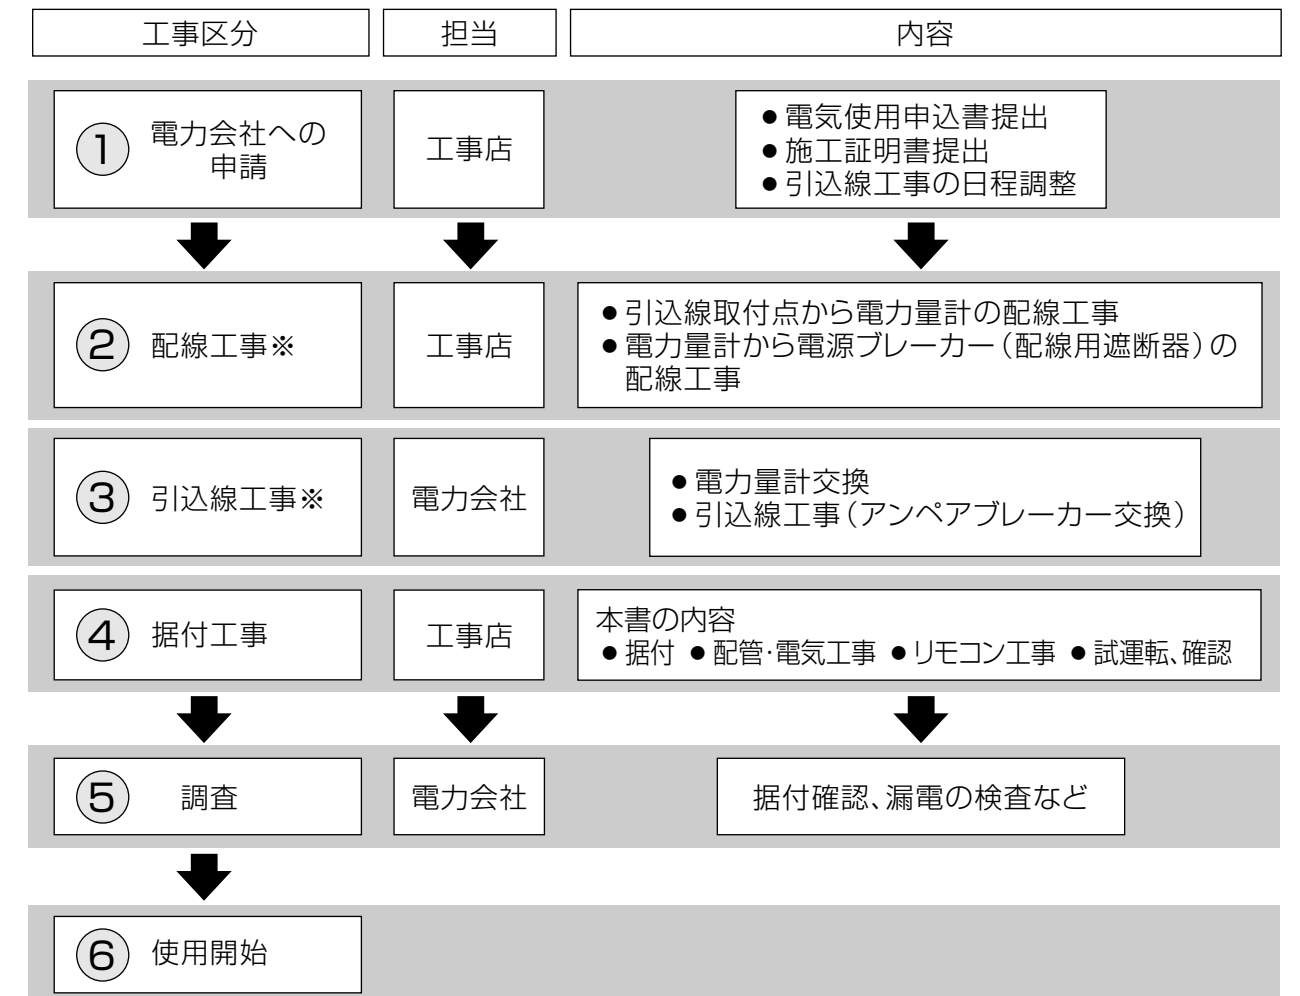 工事区分
担当
内容
① 電力会社への
申請
工事店
●電気使用申込書提出
●施工証明書提出
●引込線工事の日程調整
② 配線工事※
工事店
●引込線取付点から電力量計の配線工事
●電力量計から電源ブレーカー(配線用遮断器)の
配線工事
③ 引込線工事※
電力会社
●電力量計交換
●引込線工事(アンペアブレーカー交換)
④ 据付工事
工事店
本書の内容
●据付 ●配管・電気工事 ●リモコン工事 ●試運転、確認
⑤ 調査
電力会社
据付確認、漏電の検査など
⑥ 使用開始